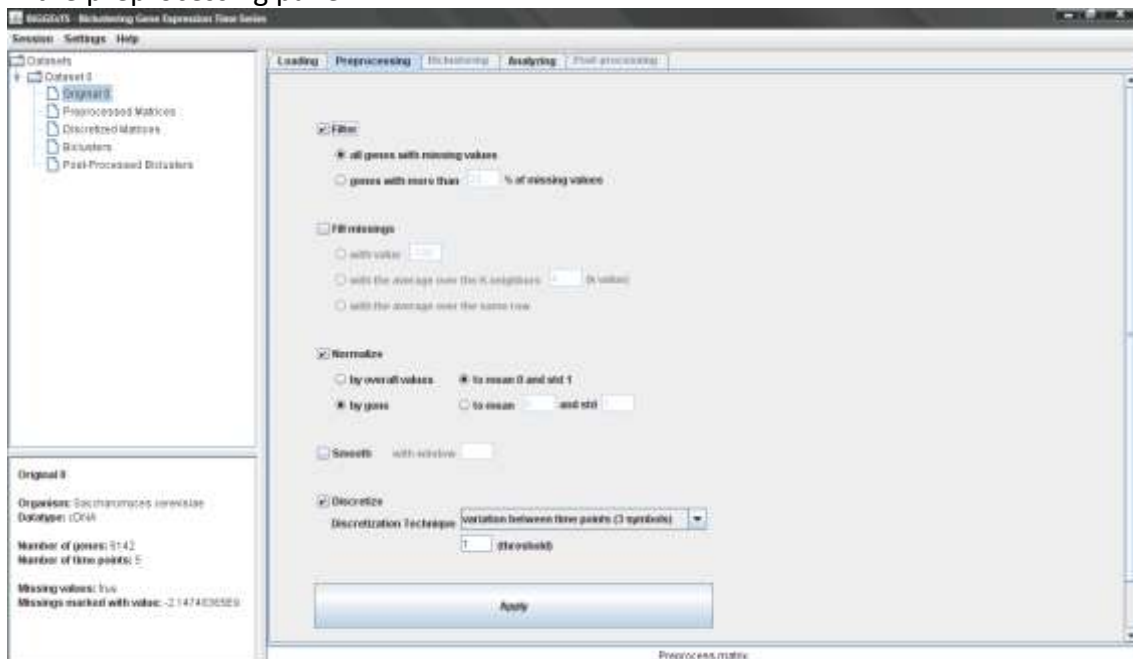 BIGGEsTS - Biclustering Gene Expression Time Series
Session Settings Help
Datasets
Dataset 0
Original 0
Preprocessed Matrices
Discretized Matrices
Biclusters
Post-Processed Biclusters
Loading Preprocessing Biclustering Analyzing Post-processing
Filter
all genes with missing values
genes with more than % of missing values
Fill missings
with value
with the average over the K neighbors (k value)
with the average over the same row
Normalize
by overall values to mean 0 and std 1
by gene to mean and std
Smooth with window
Discretize
Discretization Technique variation between time points (3 symbols)
1 (threshold)
Apply
Original 0
Organism: Saccharomyces cerevisiae
Datatype: cDNA
Number of genes: 6142
Number of time points: 5
Missing values: true
Missings marked with value:
Preprocess matrix